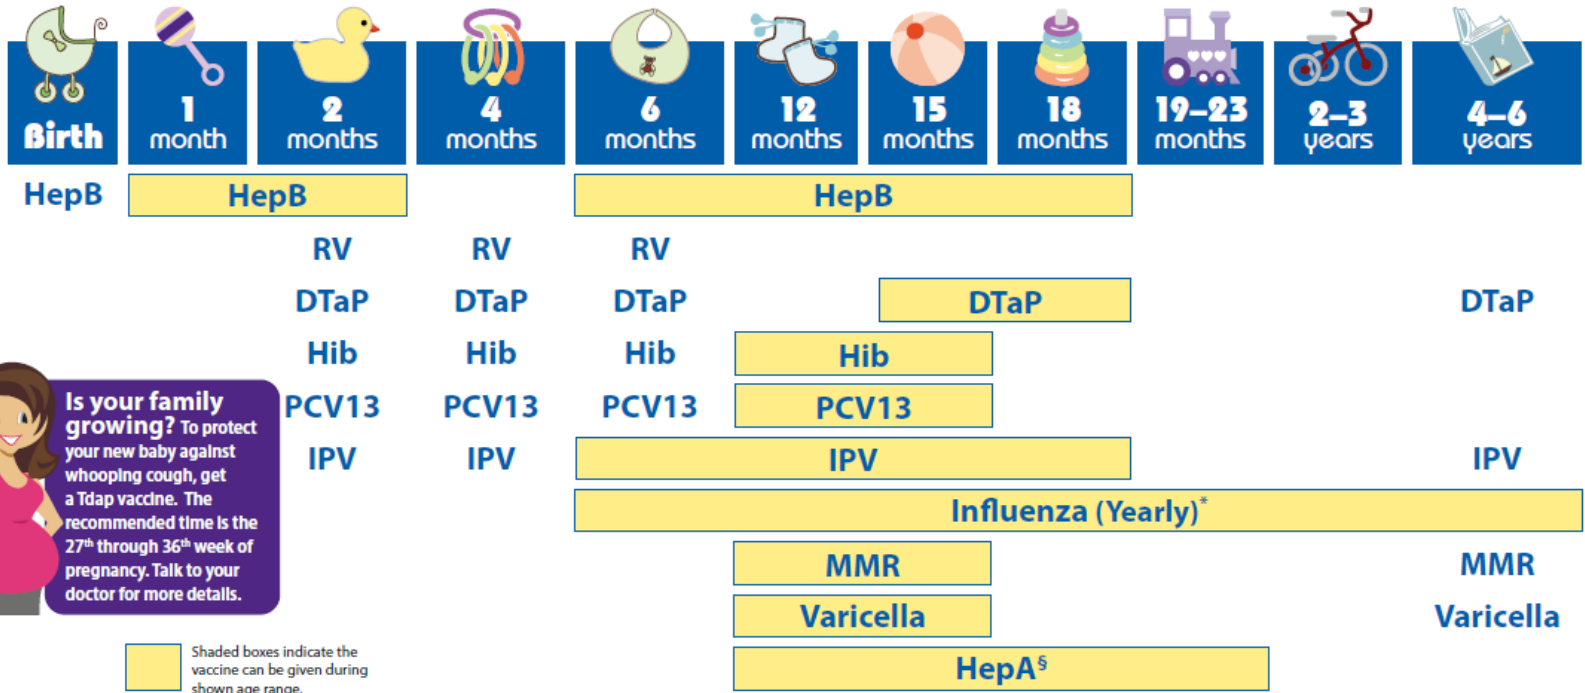 Birth
1
month
2
months
4
months
6
months
12
months
15
months
18
months
19–23
months
2–3
years
4–6
years
HepB HepB HepB
RV RV RV
DTaP DTaP DTaP DTaP DTaP
Hib Hib Hib Hib
PCV13 PCV13 PCV13 PCV13
IPV IPV IPV IPV
Influenza (Yearly)*
MMR MMR
Varicella Varicella
HepA§
Is your family
growing? To protect
your new baby against
whooping cough, get
a Tdap vaccine. The
recommended time is the
27th through 36th week of
pregnancy. Talk to your
doctor for more details.
Shaded boxes indicate the
vaccine can be given during
shown age range.